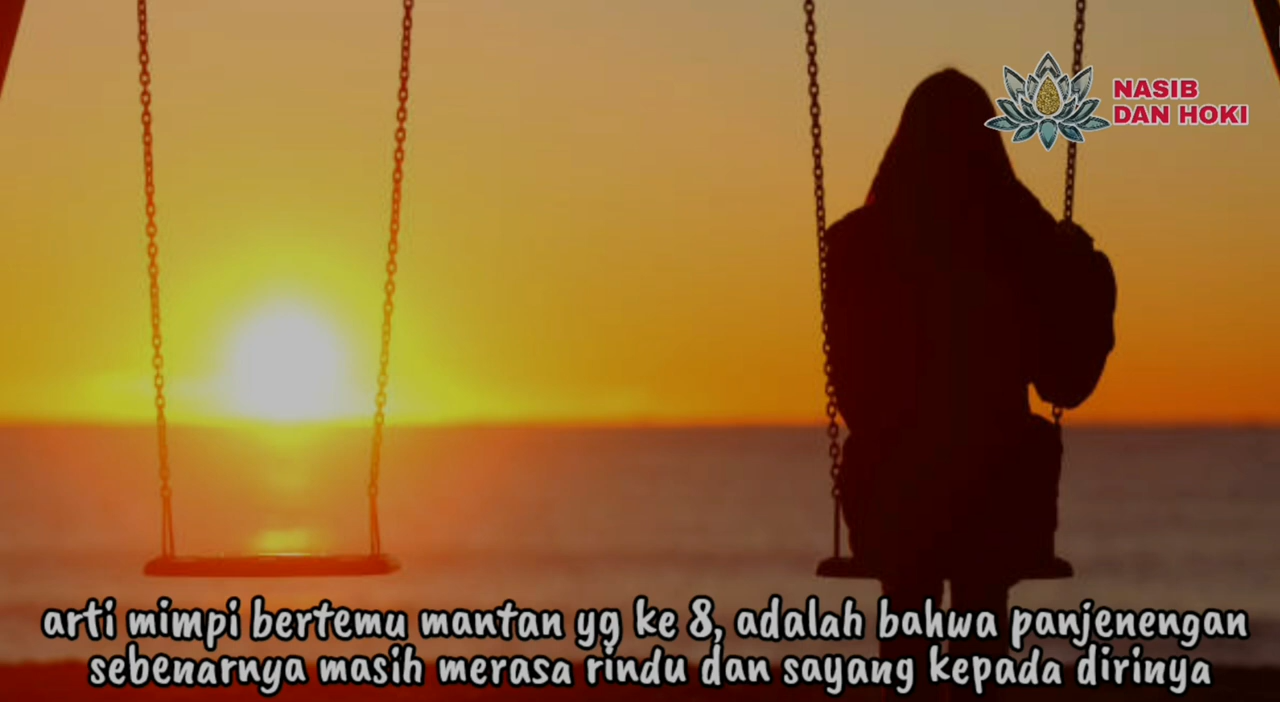 NASIB
DAN HOKI
arti mimpi bertemu mantan yg ke 8, adalah bahwa panjenengan
sebenarnya masih merasa rindu dan sayang kepada dirinya